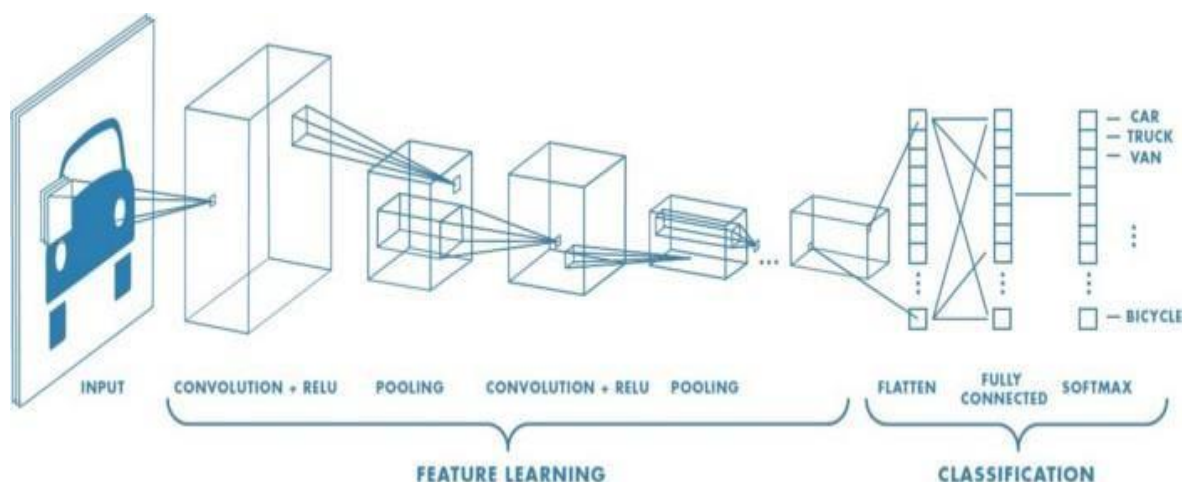 CAR
TRUCK
VAN
BICYCLE
INPUT
CONVOLUTION + RELU
POOLING
CONVOLUTION + RELU
POOLING
FLATTEN
FULLY
CONNECTED
SOFTMAX
FEATURE LEARNING
CLASSIFICATION